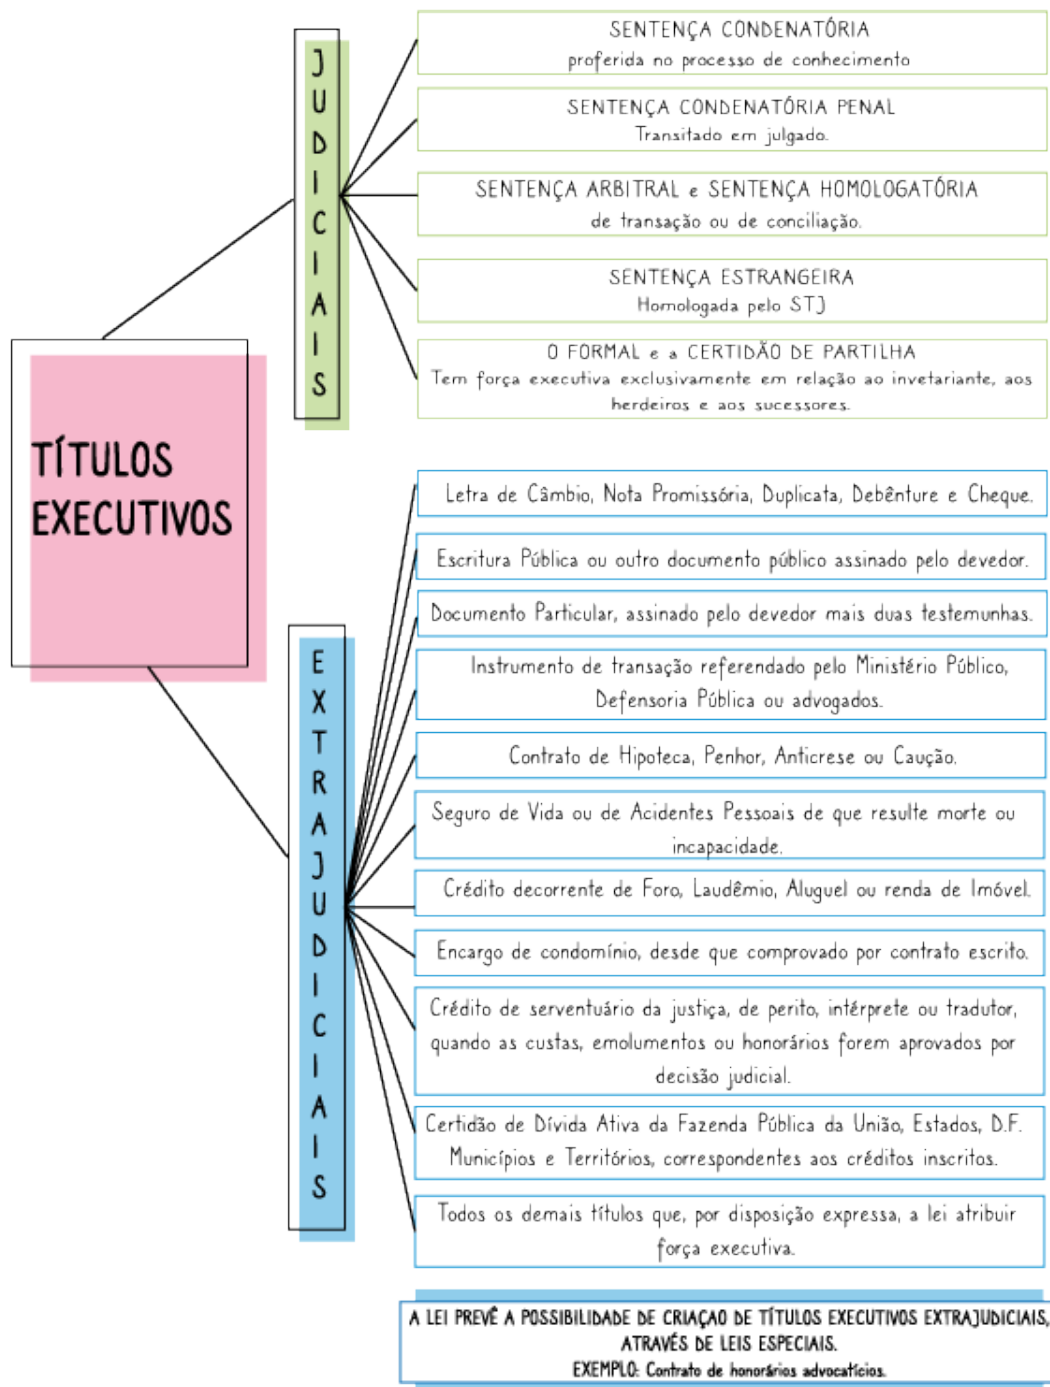 TÍTULOS
EXECUTIVOS
JUDICIAIS
SENTENÇA CONDENATÓRIA
proferida no processo de conhecimento
SENTENÇA CONDENATÓRIA PENAL
Transitado em julgado.
SENTENÇA ARBITRAL e SENTENÇA HOMOLOGATÓRIA
de transação ou de conciliação.
SENTENÇA ESTRANGEIRA
Homologada pelo STJ
O FORMAL e a CERTIDÃO DE PARTILHA
Tem força executiva exclusivamente em relação ao invetariante, aos
herdeiros e aos sucessores.
EXTRAJUDICIAIS
Letra de Câmbio, Nota Promissória, Duplicata, Debênture e Cheque.
Escritura Pública ou outro documento público assinado pelo devedor.
Documento Particular, assinado pelo devedor mais duas testemunhas.
Instrumento de transação referendado pelo Ministério Público,
Defensoria Pública ou advogados.
Contrato de Hipoteca, Penhor, Anticrese ou Caução.
Seguro de Vida ou de Acidentes Pessoais de que resulte morte ou
incapacidade.
Crédito decorrente de Foro, Laudêmio, Aluguel ou renda de Imóvel.
Encargo de condomínio, desde que comprovado por contrato escrito.
Crédito de serventuário da justiça, de perito, intérprete ou tradutor,
quando as custas, emolumentos ou honorários forem aprovados por
decisão judicial.
Certidão de Dívida Ativa da Fazenda Pública da União, Estados, D.F.
Municípios e Territórios, correspondentes aos créditos inscritos.
Todos os demais títulos que, por disposição expressa, a lei atribuir
força executiva.
A LEI PREVÊ A POSSIBILIDADE DE CRIAÇAO DE TÍTULOS EXECUTIVOS EXTRAJUDICIAIS,
ATRAVÉS DE LEIS ESPECIAIS.
EXEMPLO: Contrato de honorários advocatícios.